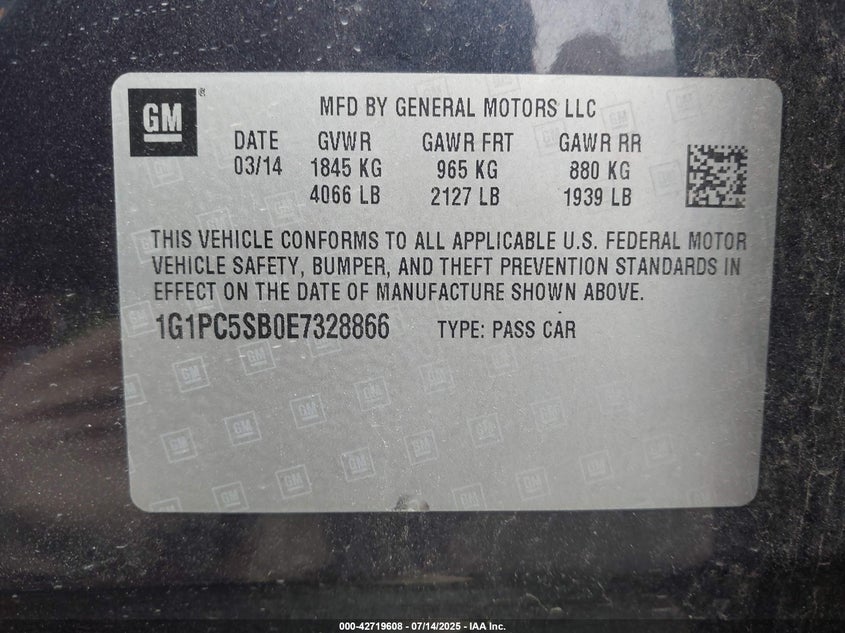 GM ®
MFD BY GENERAL MOTORS LLC
DATE GVWR GAWR FRT GAWR RR
03/14 1845 KG 965 KG 880 KG
4066 LB 2127 LB 1939 LB
THIS VEHICLE CONFORMS TO ALL APPLICABLE U.S. FEDERAL MOTOR
VEHICLE SAFETY, BUMPER, AND THEFT PREVENTION STANDARDS IN
EFFECT ON THE DATE OF MANUFACTURE SHOWN ABOVE.
1G1PC5SB0E7328866 TYPE: PASS CAR
000-42719608 - 07/14/2025 - IAA Inc.